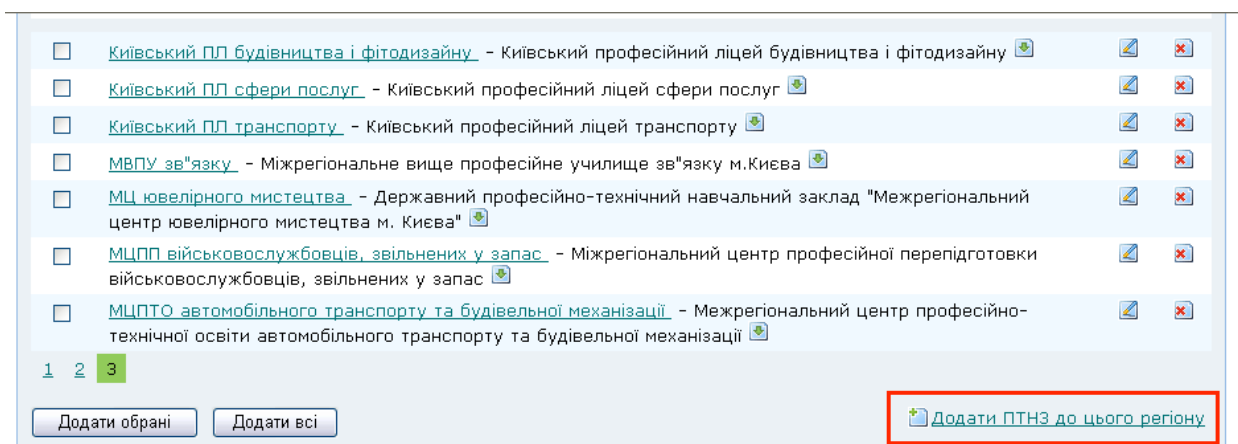 Київський ПЛ будівництва і фітодизайну – Київський професійний ліцей будівництва і фітодизайну
Київський ПЛ сфери послуг – Київський професійний ліцей сфери послуг
Київський ПЛ транспорту – Київський професійний ліцей транспорту
МВПУ зв"язку – Міжрегіональне вище професійне училище зв"язку м.Києва
МЦ ювелірного мистецтва – Державний професійно-технічний навчальний заклад "Межрегіональний
центр ювелірного мистецтва м. Києва"
МЦПП військовослужбовців, звільнених у запас – Міжрегіональний центр професійної перепідготовки
військовослужбовців, звільнених у запас
МЦПТО автомобільного транспорту та будівельної механізації – Межрегіональний центр професійно-
технічної освіти автомобільного транспорту та будівельної механізації
1 2 3
Додати обрані Додати всі Додати ПТНЗ до цього регіону